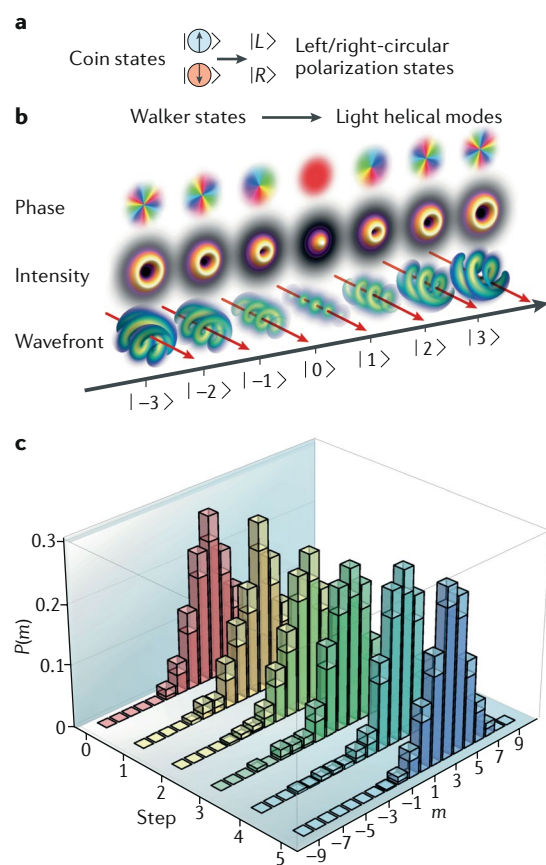 a
Coin states |↑⟩ |L⟩ Left/right-circular
|↓⟩ |R⟩ polarization states
b
Walker states Light helical modes
Phase
Intensity
Wavefront
|−3⟩ |−2⟩ |−1⟩ |0⟩ |1⟩ |2⟩ |3⟩
c
P(m)
0.3
0.2
0.1
0
0 1 2 3 4 5
Step
−9 −7 −5 −3 −1 1 3 5 7 9
m